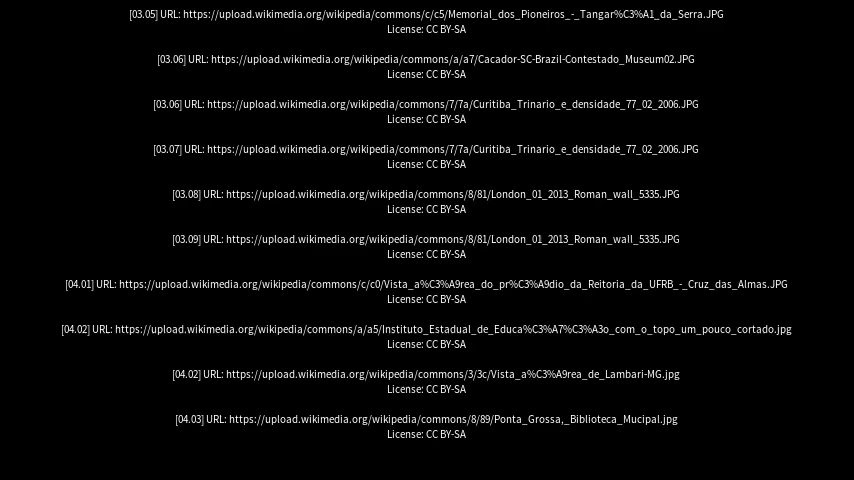 [03.05] URL: https://upload.wikimedia.org/wikipedia/commons/c/c5/Memorial_dos_Pioneiros_-_Tangar%C3%A1_da_Serra.JPG
License: CC BY-SA
[03.06] URL: https://upload.wikimedia.org/wikipedia/commons/a/a7/Cacador-SC-Brazil-Contestado_Museum02.JPG
License: CC BY-SA
[03.06] URL: https://upload.wikimedia.org/wikipedia/commons/7/7a/Curitiba_Trinario_e_densidade_77_02_2006.JPG
License: CC BY-SA
[03.07] URL: https://upload.wikimedia.org/wikipedia/commons/7/7a/Curitiba_Trinario_e_densidade_77_02_2006.JPG
License: CC BY-SA
[03.08] URL: https://upload.wikimedia.org/wikipedia/commons/8/81/London_01_2013_Roman_wall_5335.JPG
License: CC BY-SA
[03.09] URL: https://upload.wikimedia.org/wikipedia/commons/8/81/London_01_2013_Roman_wall_5335.JPG
License: CC BY-SA
[04.01] URL: https://upload.wikimedia.org/wikipedia/commons/c/c0/Vista_a%C3%A9rea_do_pr%C3%A9dio_da_Reitoria_da_UFRB_-_Cruz_das_Almas.JPG
License: CC BY-SA
[04.02] URL: https://upload.wikimedia.org/wikipedia/commons/a/a5/Instituto_Estadual_de_Educa%C3%A7%C3%A3o_com_o_topo_um_pouco_cortado.jpg
License: CC BY-SA
[04.02] URL: https://upload.wikimedia.org/wikipedia/commons/3/3c/Vista_a%C3%A9rea_de_Lambari-MG.jpg
License: CC BY-SA
[04.03] URL: https://upload.wikimedia.org/wikipedia/commons/8/89/Ponta_Grossa,_Biblioteca_Mucipal.jpg
License: CC BY-SA